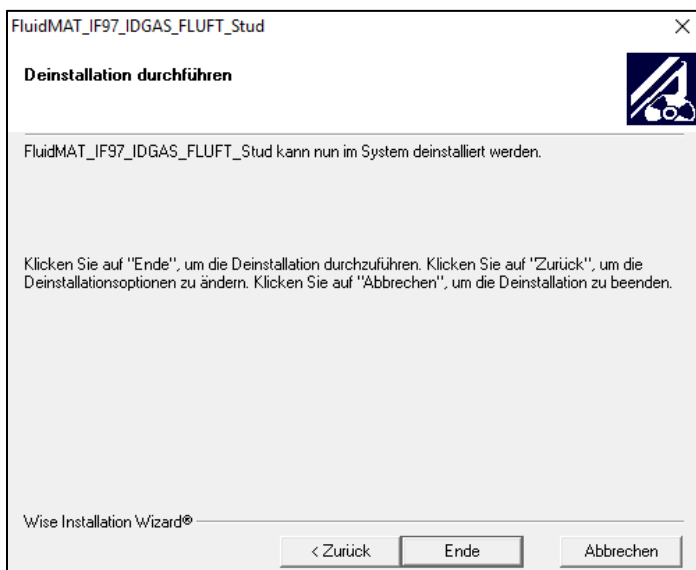 FluidMAT_IF97_IDGAS_FLUFT_Stud
Deinstallation durchführen
FluidMAT_IF97_IDGAS_FLUFT_Stud kann nun im System deinstalliert werden.
Klicken Sie auf "Ende", um die Deinstallation durchzuführen. Klicken Sie auf "Zurück", um die
Deinstallationsoptionen zu ändern. Klicken Sie auf "Abbrechen", um die Deinstallation zu beenden.
Wise Installation Wizard®
< Zurück Ende Abbrechen